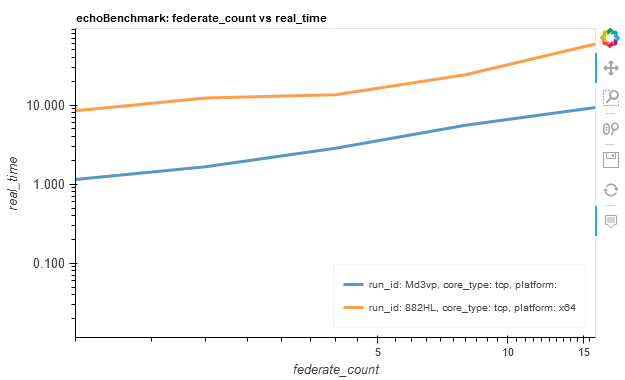 echoBenchmark: federate_count vs real_time
10.000
1.000
0.100
real_time
run_id: Md3vp, core_type: tcp, platform:
run_id: 882HL, core_type: tcp, platform: x64
5
10
15
federate_count